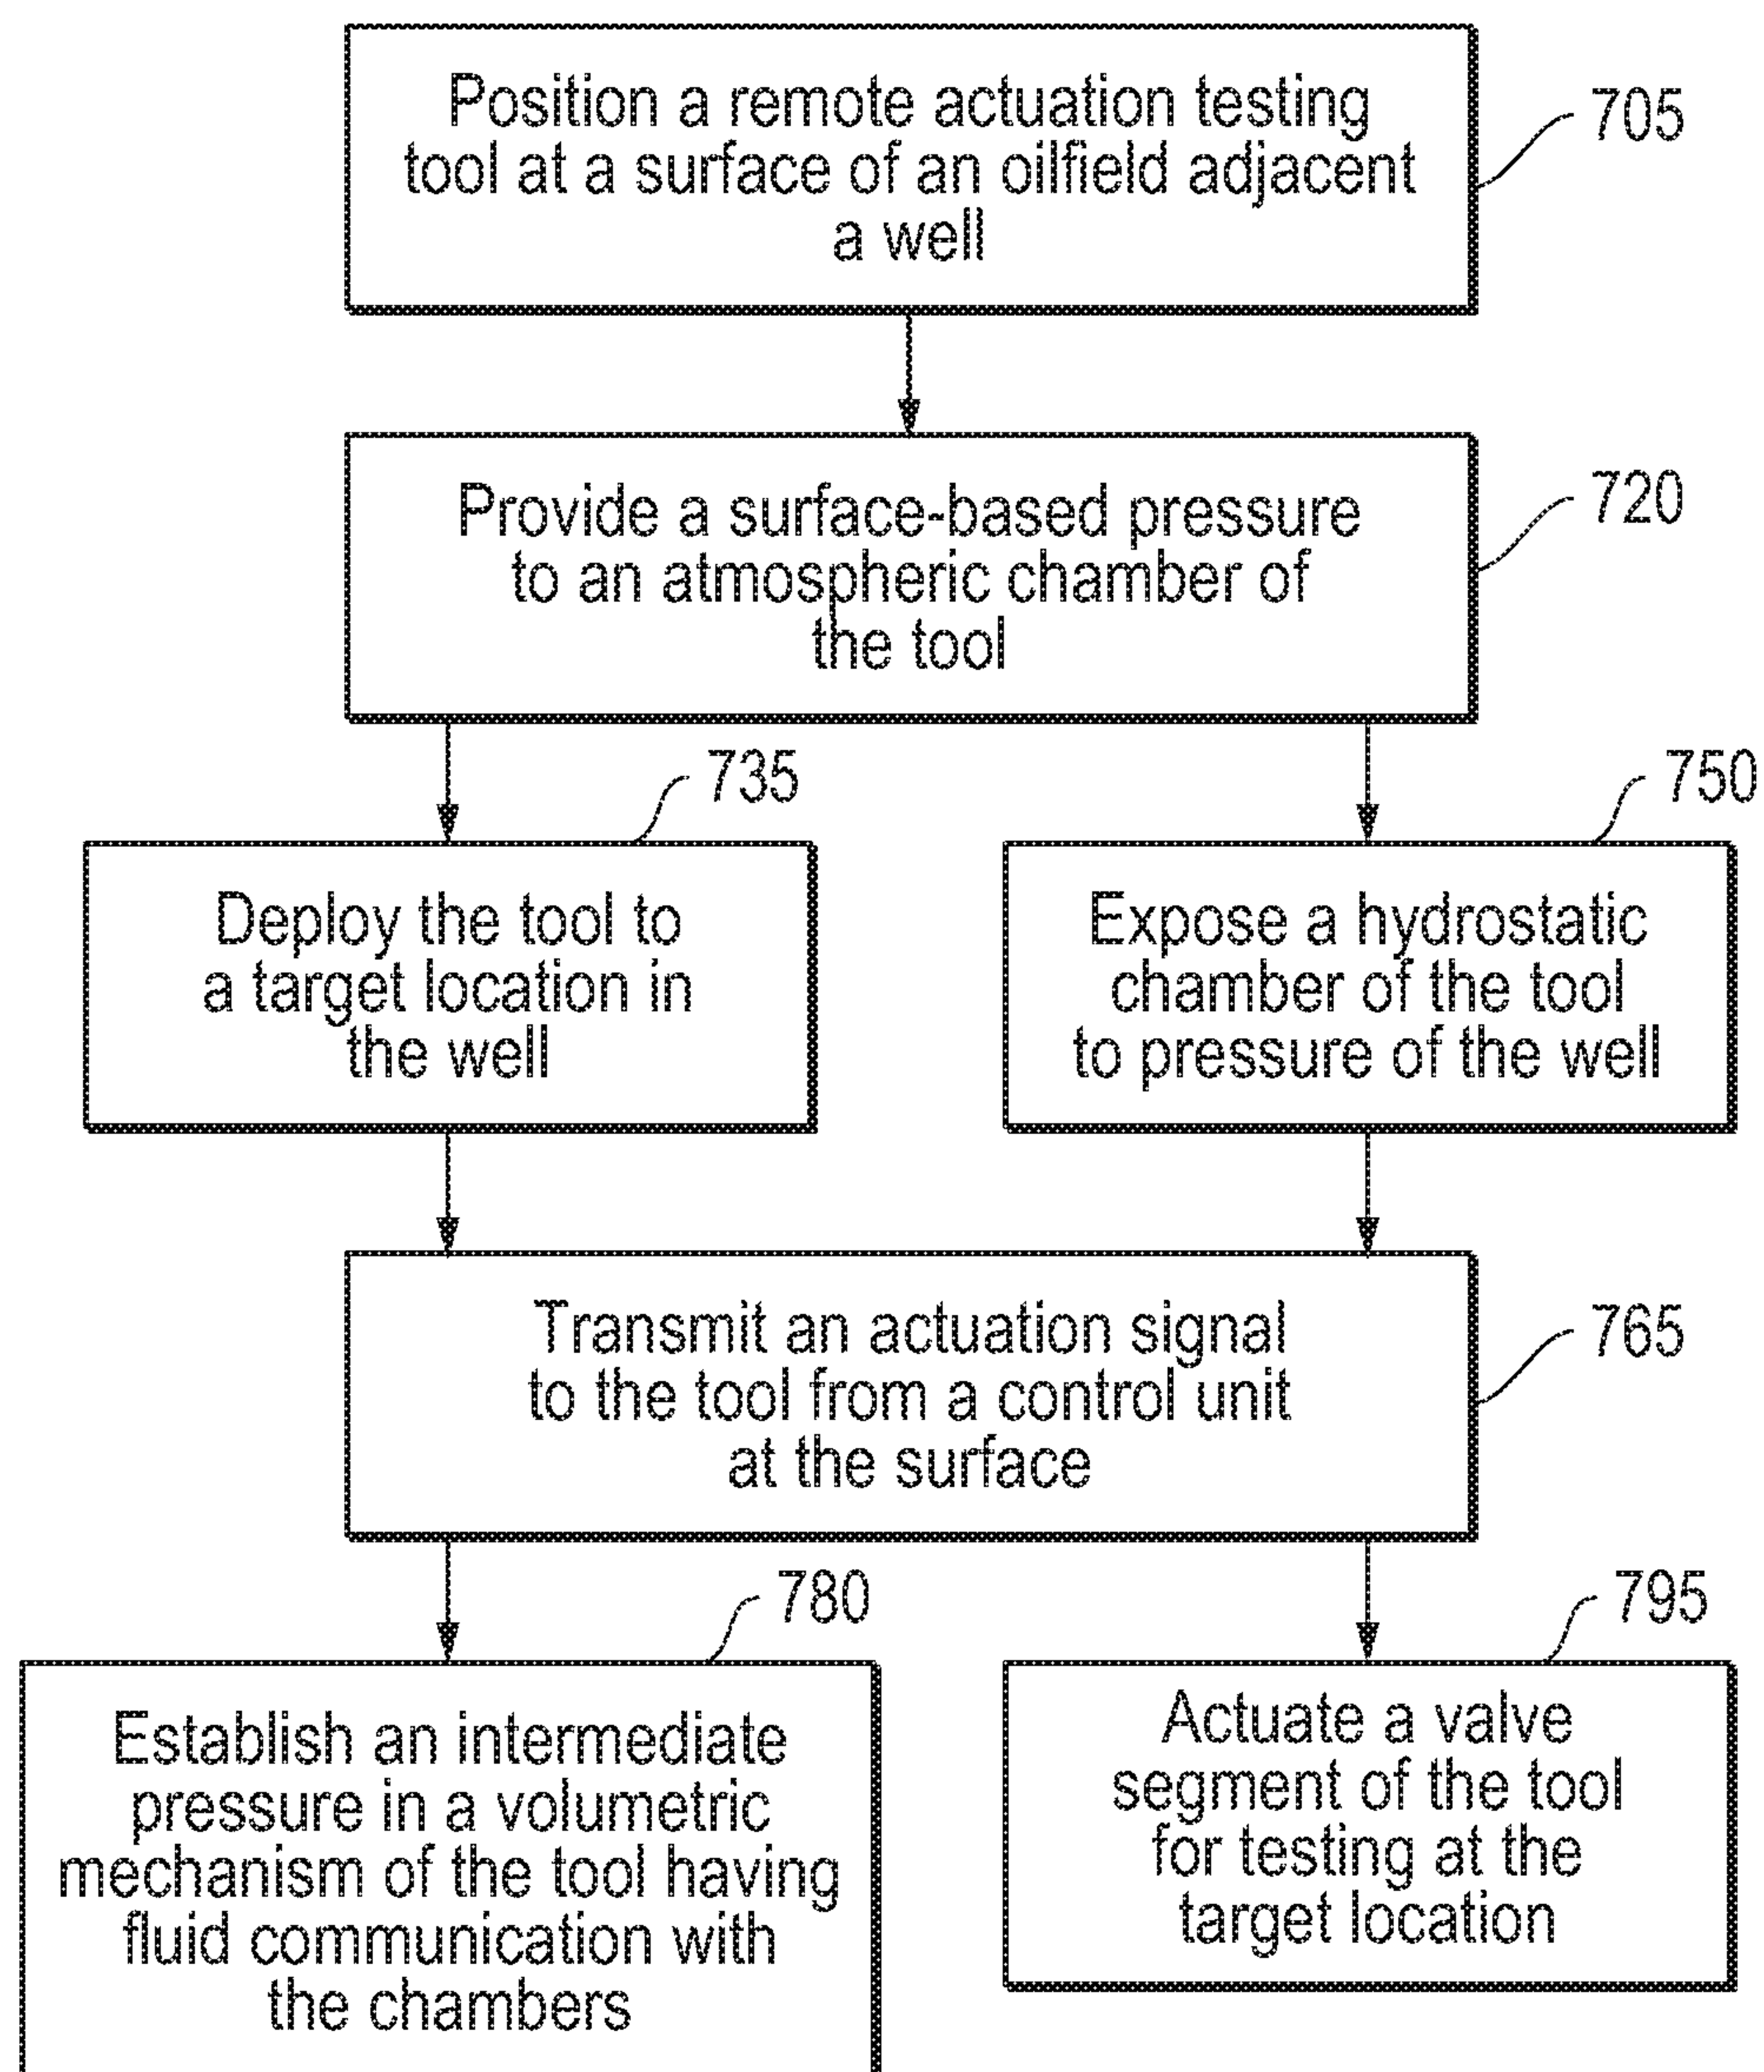 Position a remote actuation testing
tool at a surface of an oilfield adjacent
a well
705
Provide a surface-based pressure
to an atmospheric chamber of
the tool
720
735
Deploy the tool to
a target location in
the well
750
Expose a hydrostatic
chamber of the tool
to pressure of the well
Transmit an actuation signal
to the tool from a control unit
at the surface
765
780
Establish an intermediate
pressure in a volumetric
mechanism of the tool having
fluid communication with
the chambers
795
Actuate a valve
segment of the tool
for testing at the
target location